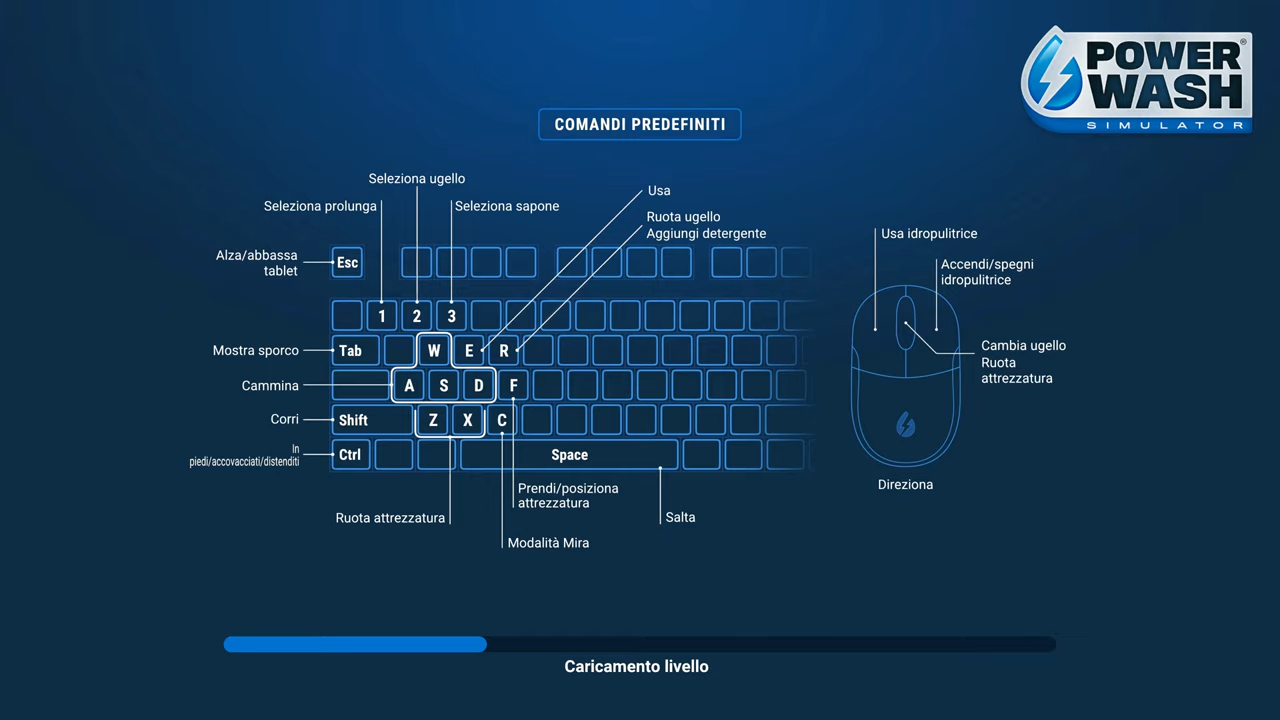 POWER
WASH®
SIMULATOR
COMANDI PREDEFINITI
Seleziona ugello
Seleziona prolunga
Seleziona sapone
Usa
Ruota ugello
Aggiungi detergente
Alza/abbassa
tablet
Esc
1 2 3
Mostra sporco
Tab W E R
Cammina
A S D F
Corri
Shift Z X C
In
piedi/accovacciati/distenditi
Ctrl Space
Prendi/posiziona
attrezzatura
Ruota attrezzatura
Salta
Modalità Mira
Usa idropulitrice
Accendi/spegni
idropulitrice
Cambia ugello
Ruota
attrezzatura
Direziona
Caricamento livello